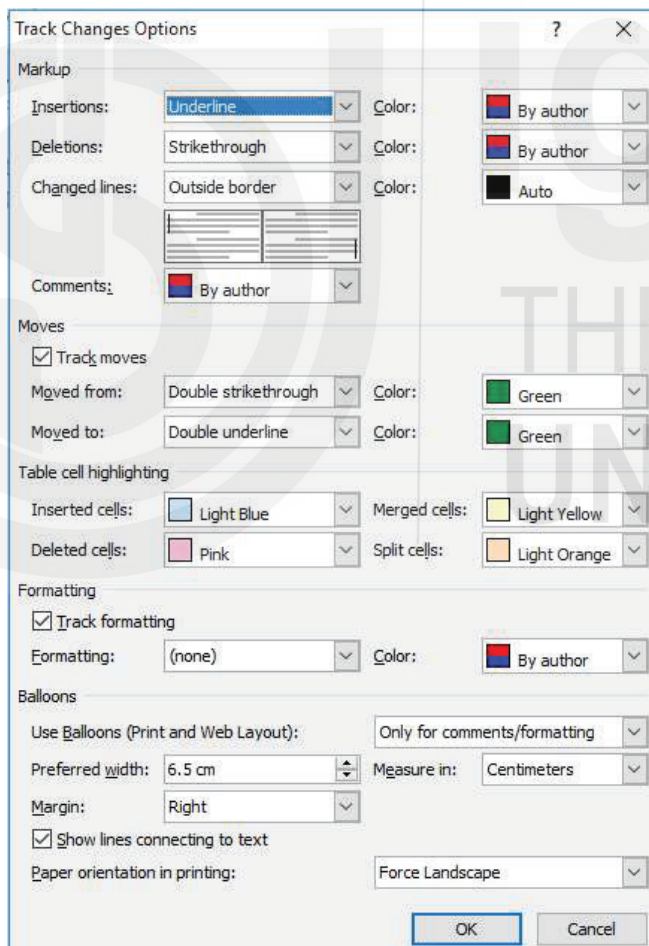 Track Changes Options ? ×
Markup
Insertions: Underline Color: By author
Deletions: Strikethrough Color: By author
Changed lines: Outside border Color: Auto
Comments: By author
Moves
Track moves
Moved from: Double strikethrough Color: Green
Moved to: Double underline Color: Green
Table cell highlighting
Inserted cells: Light Blue Merged cells: Light Yellow
Deleted cells: Pink Split cells: Light Orange
Formatting
Track formatting
Formatting: (none) Color: By author
Balloons
Use Balloons (Print and Web Layout): Only for comments/formatting
Preferred width: 6.5 cm Measure in: Centimeters
Margin: Right
Show lines connecting to text
Paper orientation in printing: Force Landscape
OK Cancel